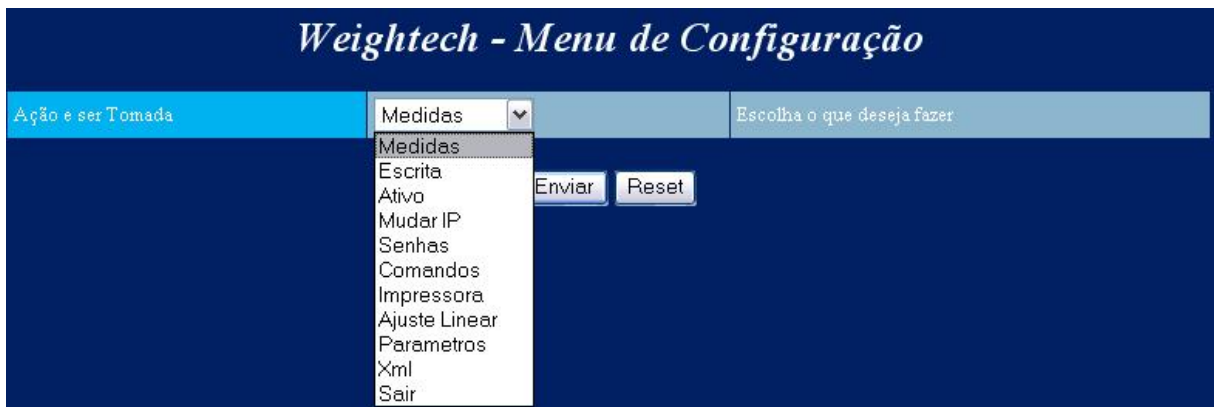 Weightech - Menu de Configuração
Ação e ser Tomada
Medidas
Escolha o que deseja fazer
Medidas
Escrita
Ativo
Mudar IP
Senhas
Comandos
Impressora
Ajuste Linear
Parametros
Xml
Sair
Enviar Reset